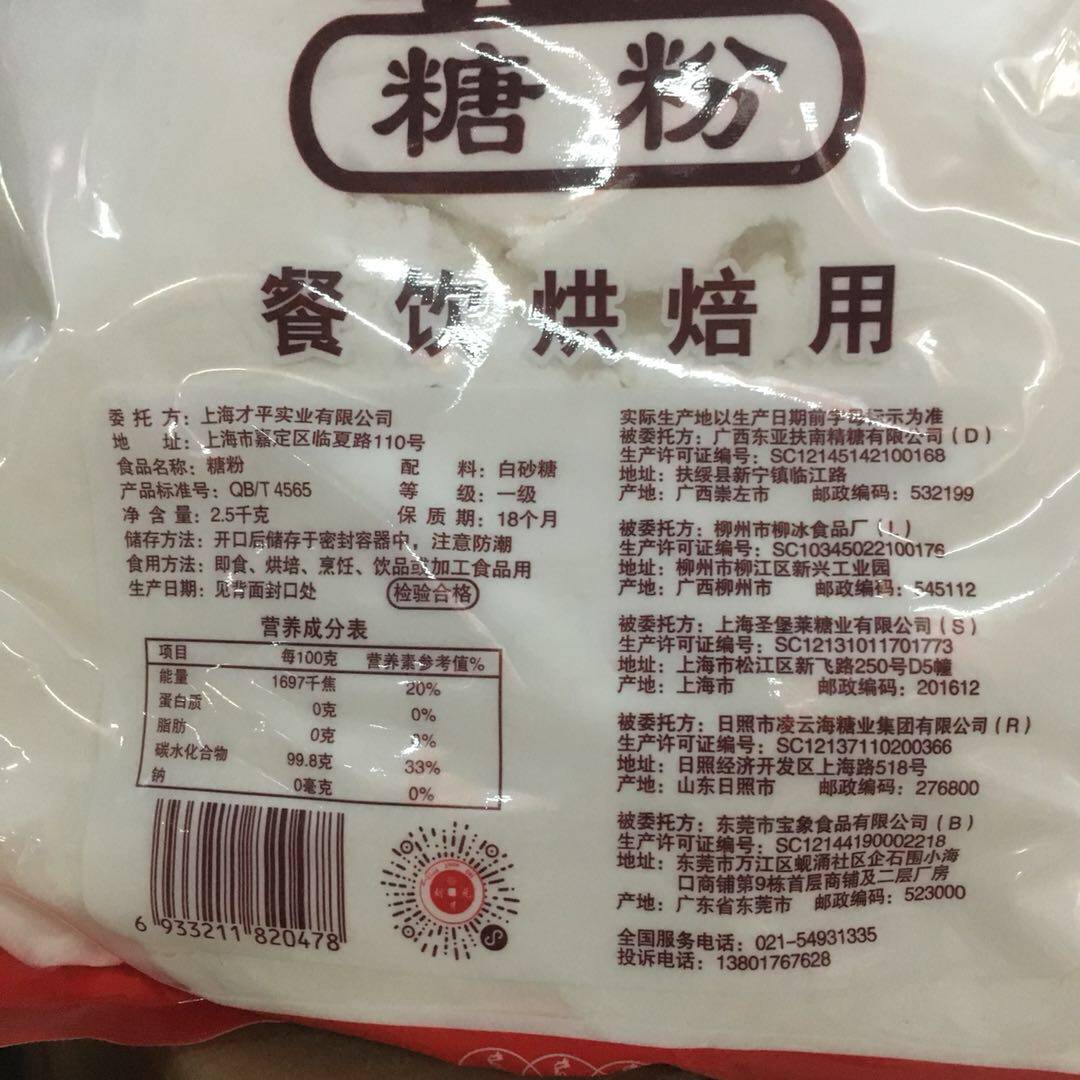 糖粉
餐饮烘焙用
委托方：上海才平实业有限公司
地 址：上海市嘉定区临夏路110号
食品名称：糖粉 配 料：白砂糖
产品标准号：QB/T 4565 等 级：一级
净含量：2.5千克 保质期：18个月
储存方法：开口后储存于密封容器中，注意防潮
食用方法：即食、烘培、烹饪、饮品或加工食品用
生产日期：见背面封口处 检验合格
营养成分表
项目 每100克 营养素参考值%
能量 1697千焦 20%
蛋白质 0克 0%
脂肪 0克 0%
碳水化合物 99.8克 33%
钠 0毫克 0%
6 933211 820478
实际生产地以生产日期前字母标示为准
被委托方：广西东亚扶南精糖有限公司(D)
生产许可证编号：SC12145142100168
地址：扶绥县新宁镇临江路
产地：广西崇左市 邮政编码：532199
被委托方：柳州市柳冰食品厂(L)
生产许可证编号：SC10345022100176
地址：柳州市柳江区新兴工业园
产地：广西柳州市 邮政编码：545112
被委托方：上海圣堡莱糖业有限公司(S)
生产许可证编号：SC12131011701773
地址：上海市松江区新飞路250号D5幢
产地：上海市 邮政编码：201612
被委托方：日照市凌云海糖业集团有限公司(R)
生产许可证编号：SC12137110200366
地址：日照经济开发区上海路518号
产地：山东日照市 邮政编码：276800
被委托方：东莞市宝象食品有限公司(B)
生产许可证编号：SC12144190002218
地址：东莞市万江区蚬涌社区企石围小海
口商铺第9栋首层商铺及二层厂房
产地：广东省东莞市 邮政编码：523000
全国服务电话：021-54931335
投诉电话：13801767628